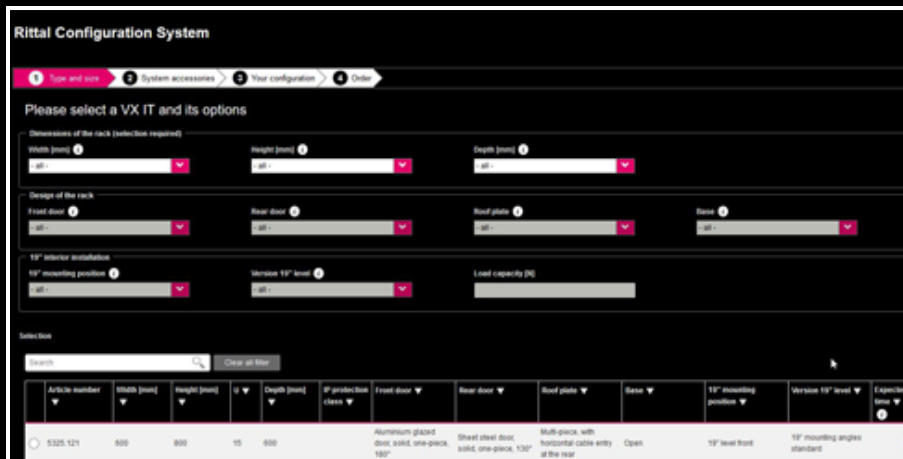 Rittal Configuration System
1 Type and size 2 System accessories 3 Your configuration 4 Order
Please select a VX IT and its options
Dimensions of the rack (selection required)
Width [mm] i Height [mm] i Depth [mm] i
- all - - all - - all -
Design of the rack
Front door i Rear door i Roof plate i Base i
- all - - all - - all - - all -
19" interior installation
19" mounting position i Version 19" level i Load capacity [N]
- all - - all -
Selection
Search Clear all filter
Article number Width [mm] Height [mm] U Depth [mm] IP protection class Front door Rear door Roof plate Base 19" mounting position Version 19" level Expected time i
5325.121 600 800 15 600 Aluminium glazed door, solid, one-piece, 180° Sheet steel door, solid, one-piece, 130° Multi-piece, with horizontal cable entry at the rear Open 19" level front 19" mounting angles standard